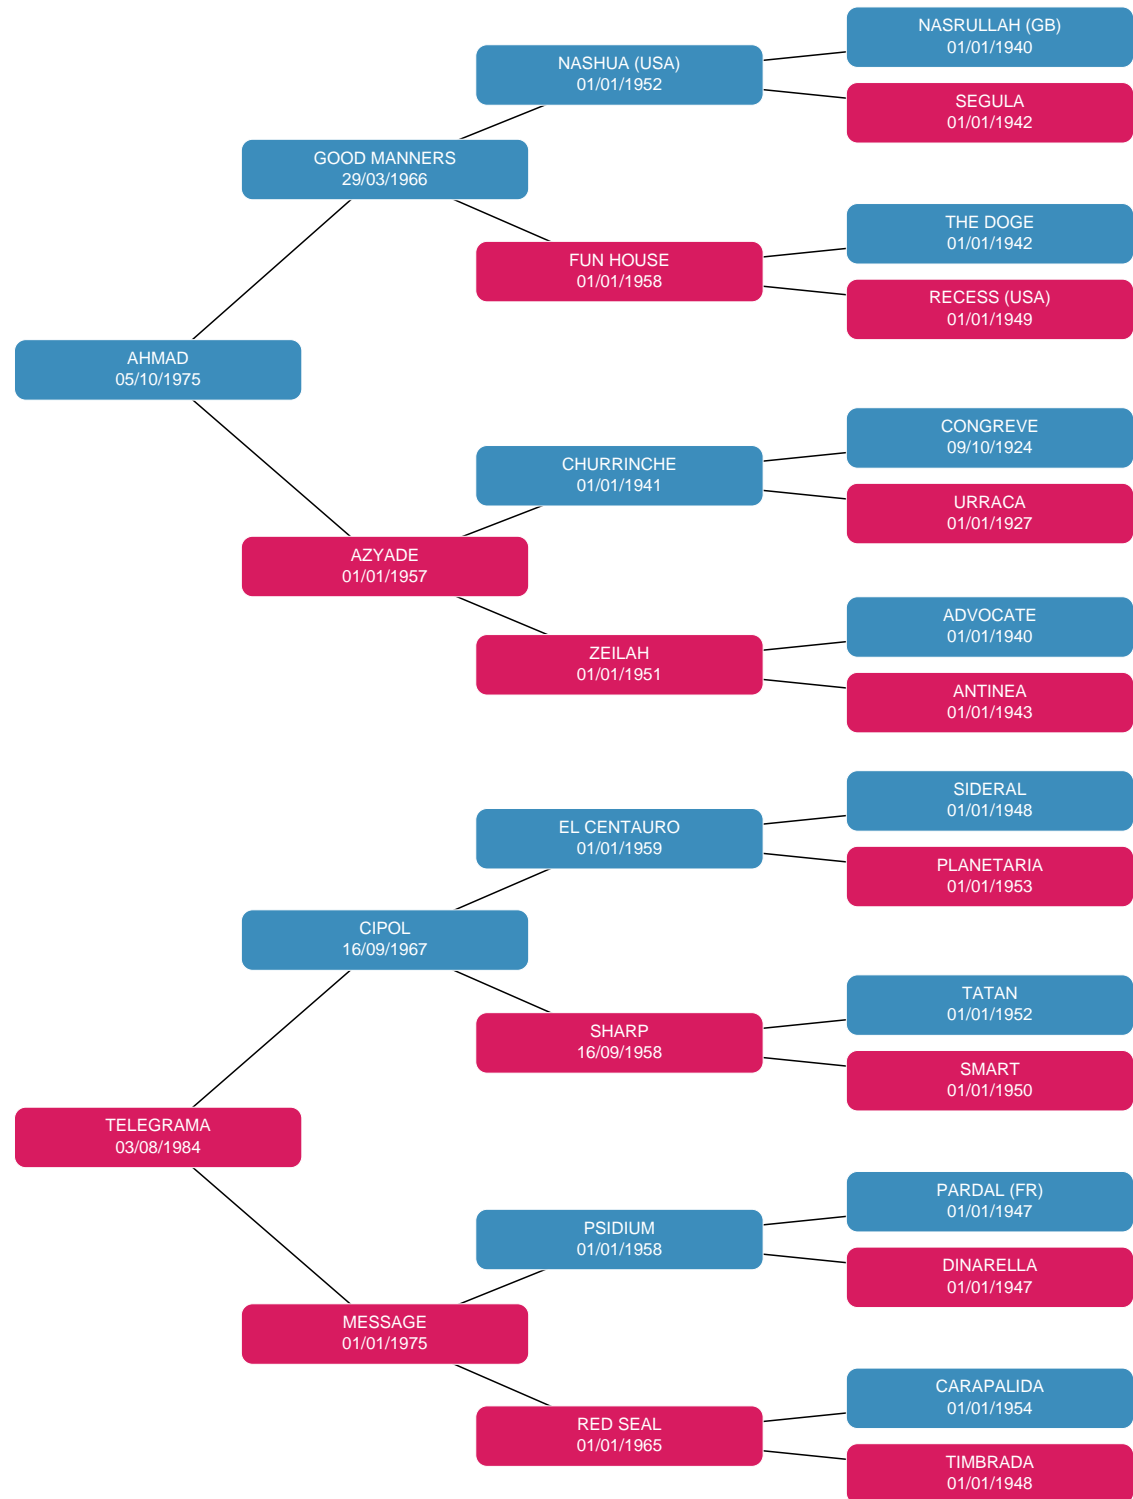 NASRULLAH (GB)
01/01/1940
NASHUA (USA)
01/01/1952
SEGULA
01/01/1942
GOOD MANNERS
29/03/1966
THE DOGE
01/01/1942
FUN HOUSE
01/01/1958
RECESS (USA)
01/01/1949
AHMAD
05/10/1975
CONGREVE
09/10/1924
CHURRINCHE
01/01/1941
URRACA
01/01/1927
AZYADE
01/01/1957
ADVOCATE
01/01/1940
ZEILAH
01/01/1951
ANTINEA
01/01/1943
SIDERAL
01/01/1948
EL CENTAURO
01/01/1959
PLANETARIA
01/01/1953
CIPOL
16/09/1967
TATAN
01/01/1952
SHARP
16/09/1958
SMART
01/01/1950
TELEGRAMA
03/08/1984
PARDAL (FR)
01/01/1947
PSIDIUM
01/01/1958
DINARELLA
01/01/1947
MESSAGE
01/01/1975
CARAPALIDA
01/01/1954
RED SEAL
01/01/1965
TIMBRADA
01/01/1948